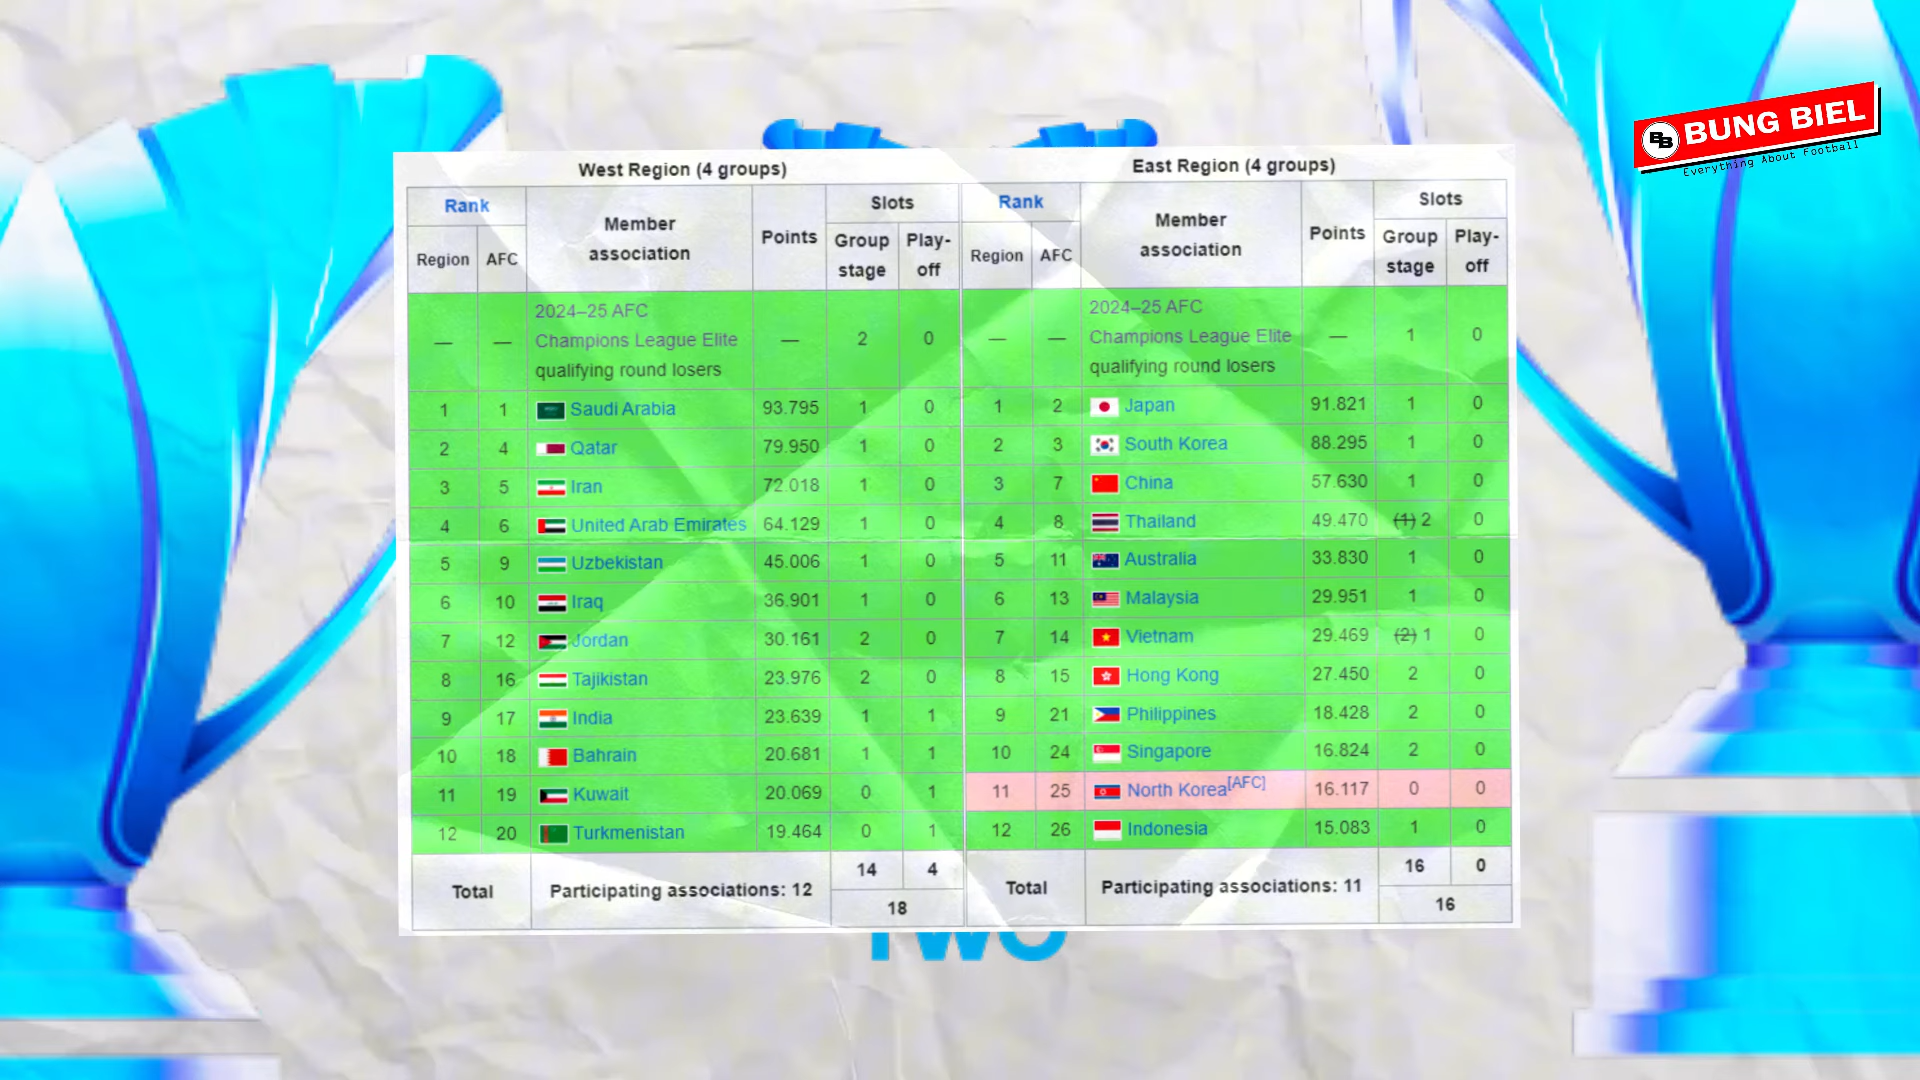 BB BUNG BIEL
Everything About Football
West Region (4 groups)
Rank Member association Points Slots
Region AFC Group stage Play-off
— — 2024–25 AFC Champions League Elite qualifying round losers — 2 0
1 1 Saudi Arabia 93.795 1 0
2 4 Qatar 79.950 1 0
3 5 Iran 72.018 1 0
4 6 United Arab Emirates 64.129 1 0
5 9 Uzbekistan 45.006 1 0
6 10 Iraq 36.901 1 0
7 12 Jordan 30.161 2 0
8 16 Tajikistan 23.976 2 0
9 17 India 23.639 1 1
10 18 Bahrain 20.681 1 1
11 19 Kuwait 20.069 0 1
12 20 Turkmenistan 19.464 0 1
Total Participating associations: 12 14 4
18
East Region (4 groups)
Rank Member association Points Slots
Region AFC Group stage Play-off
— — 2024–25 AFC Champions League Elite qualifying round losers — 1 0
1 2 Japan 91.821 1 0
2 3 South Korea 88.295 1 0
3 7 China 57.630 1 0
4 8 Thailand 49.470 (1) 2 0
5 11 Australia 33.830 1 0
6 13 Malaysia 29.951 1 0
7 14 Vietnam 29.469 (2) 1 0
8 15 Hong Kong 27.450 2 0
9 21 Philippines 18.428 2 0
10 24 Singapore 16.824 2 0
11 25 North Korea[AFC] 16.117 0 0
12 26 Indonesia 15.083 1 0
Total Participating associations: 11 16 0
16
TWO